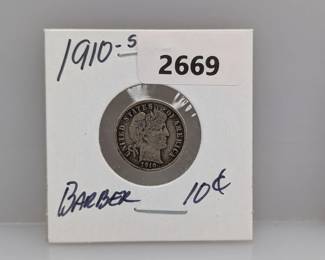 1910-S
2669
UNITED STATES OF AMERICA
1910
BARBER 10¢